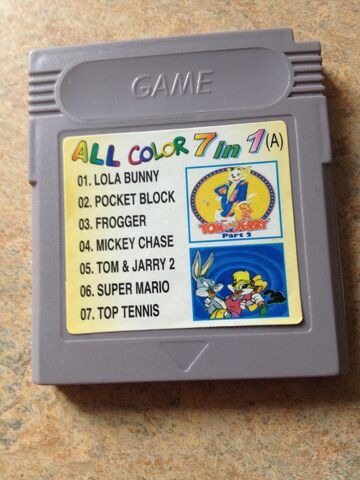 GAME
ALL COLOR 7 in 1 (A)
01. LOLA BUNNY
02. POCKET BLOCK
03. FROGGER
04. MICKEY CHASE
05. TOM & JARRY 2
06. SUPER MARIO
07. TOP TENNIS
TOM AND JERRY
Part 2